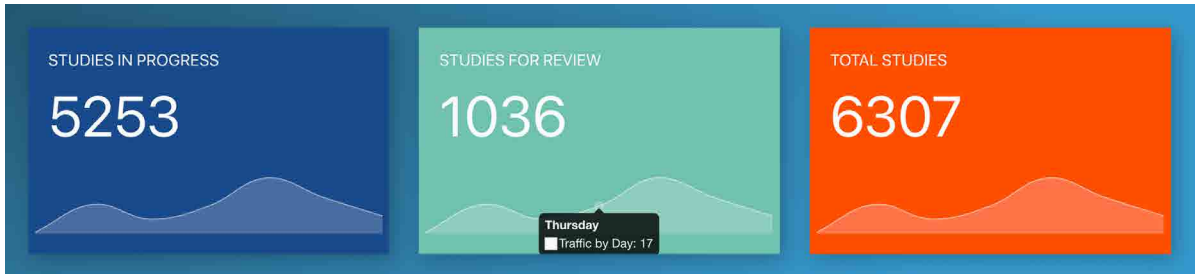 STUDIES IN PROGRESS
5253
STUDIES FOR REVIEW
1036
Thursday
Traffic by Day: 17
TOTAL STUDIES
6307